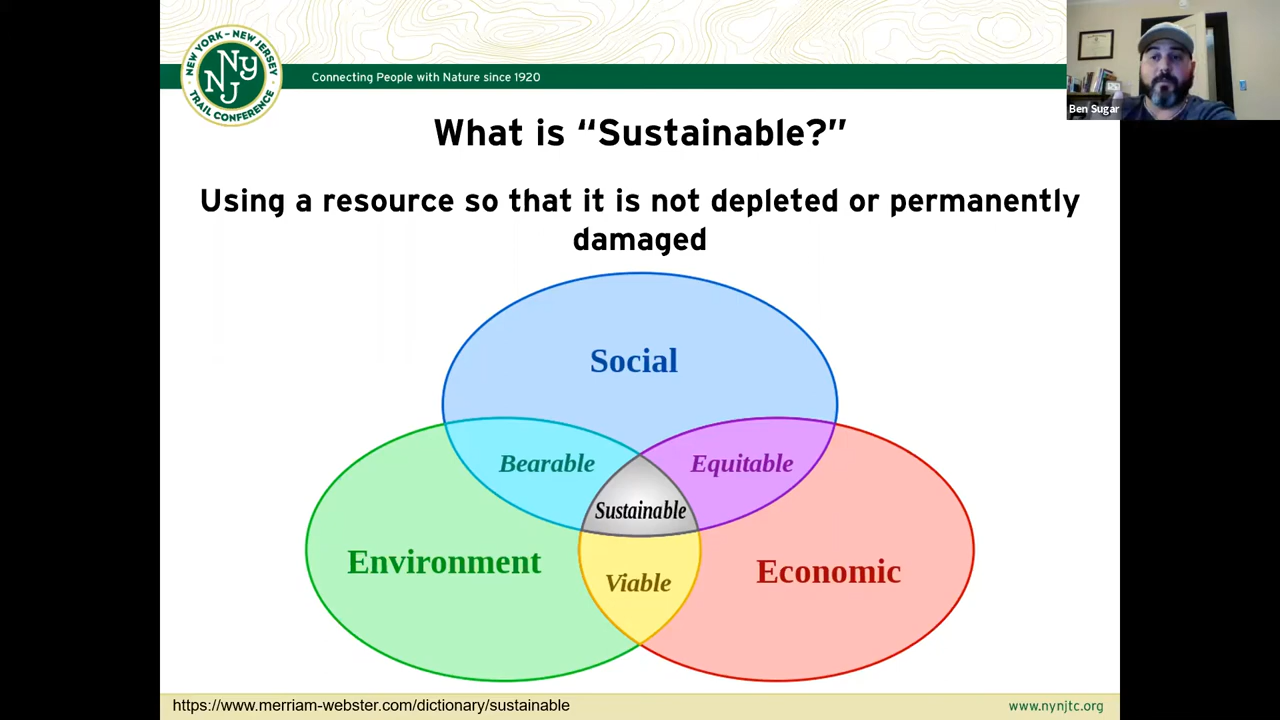 NEW YORK – NEW JERSEY
NY
NJ
TRAIL CONFERENCE
Connecting People with Nature since 1920
Ben Sugar
What is “Sustainable?”
Using a resource so that it is not depleted or permanently
damaged
Social
Bearable
Equitable
Sustainable
Environment
Economic
Viable
https://www.merriam-webster.com/dictionary/sustainable
www.nynjtc.org